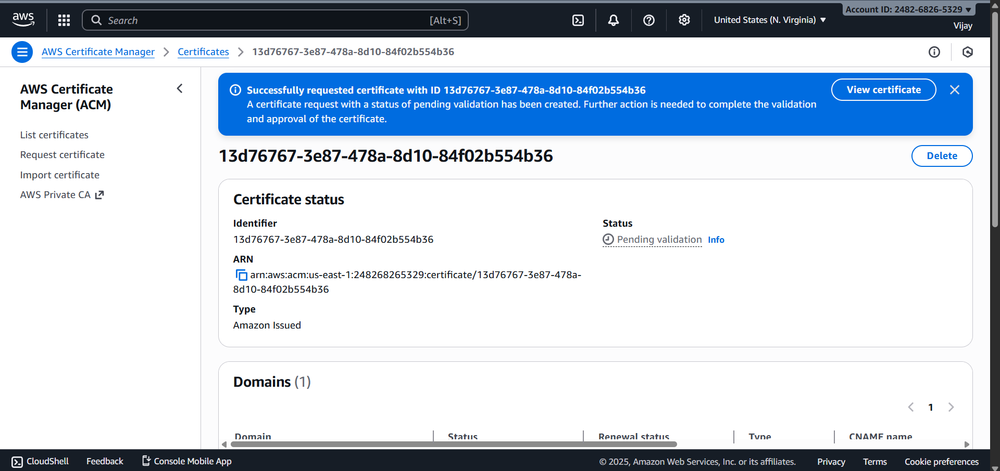 aws
Search
[Alt+S]
United States (N. Virginia)
Account ID: 2482-6826-5329
Vijay
AWS Certificate Manager
Certificates
13d76767-3e87-478a-8d10-84f02b554b36
AWS Certificate
Manager (ACM)
List certificates
Request certificate
Import certificate
AWS Private CA
Successfully requested certificate with ID 13d76767-3e87-478a-8d10-84f02b554b36
A certificate request with a status of pending validation has been created. Further action is needed to complete the validation
and approval of the certificate.
View certificate
13d76767-3e87-478a-8d10-84f02b554b36
Delete
Certificate status
Identifier
13d76767-3e87-478a-8d10-84f02b554b36
ARN
arn:aws:acm:us-east-1:248268265329:certificate/13d76767-3e87-478a-
8d10-84f02b554b36
Type
Amazon Issued
Status
Pending validation Info
Domains (1)
1
Domain
Status
Renewal status
Type
CNAME name
CloudShell
Feedback
Console Mobile App
© 2025, Amazon Web Services, Inc. or its affiliates.
Privacy
Terms
Cookie preferences